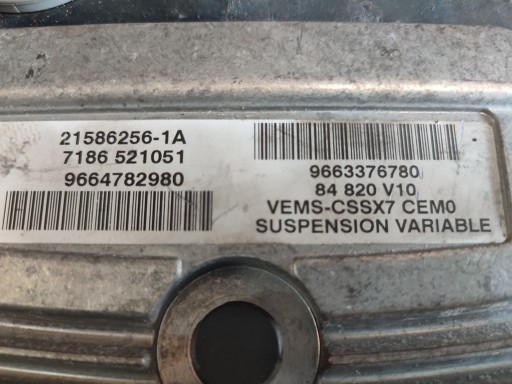 21586256-1A
7186 521051
9664782980
9663376780
84 820 V10
VEMS-CSSX7 CEM0
SUSPENSION VARIABLE